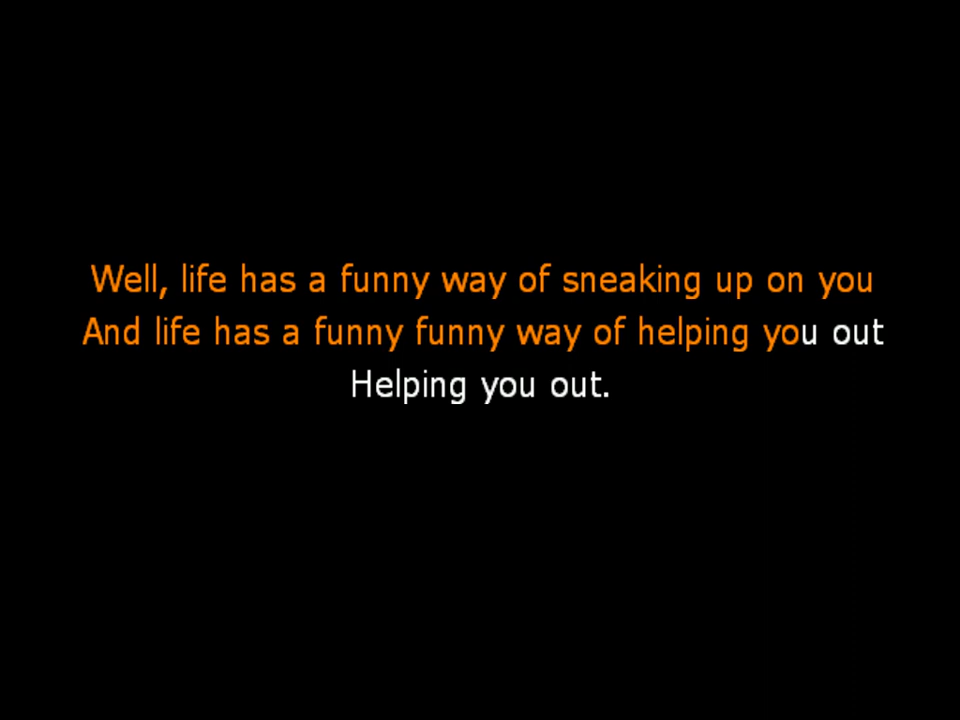 Well, life has a funny way of sneaking up on you
And life has a funny funny way of helping you out
Helping you out.